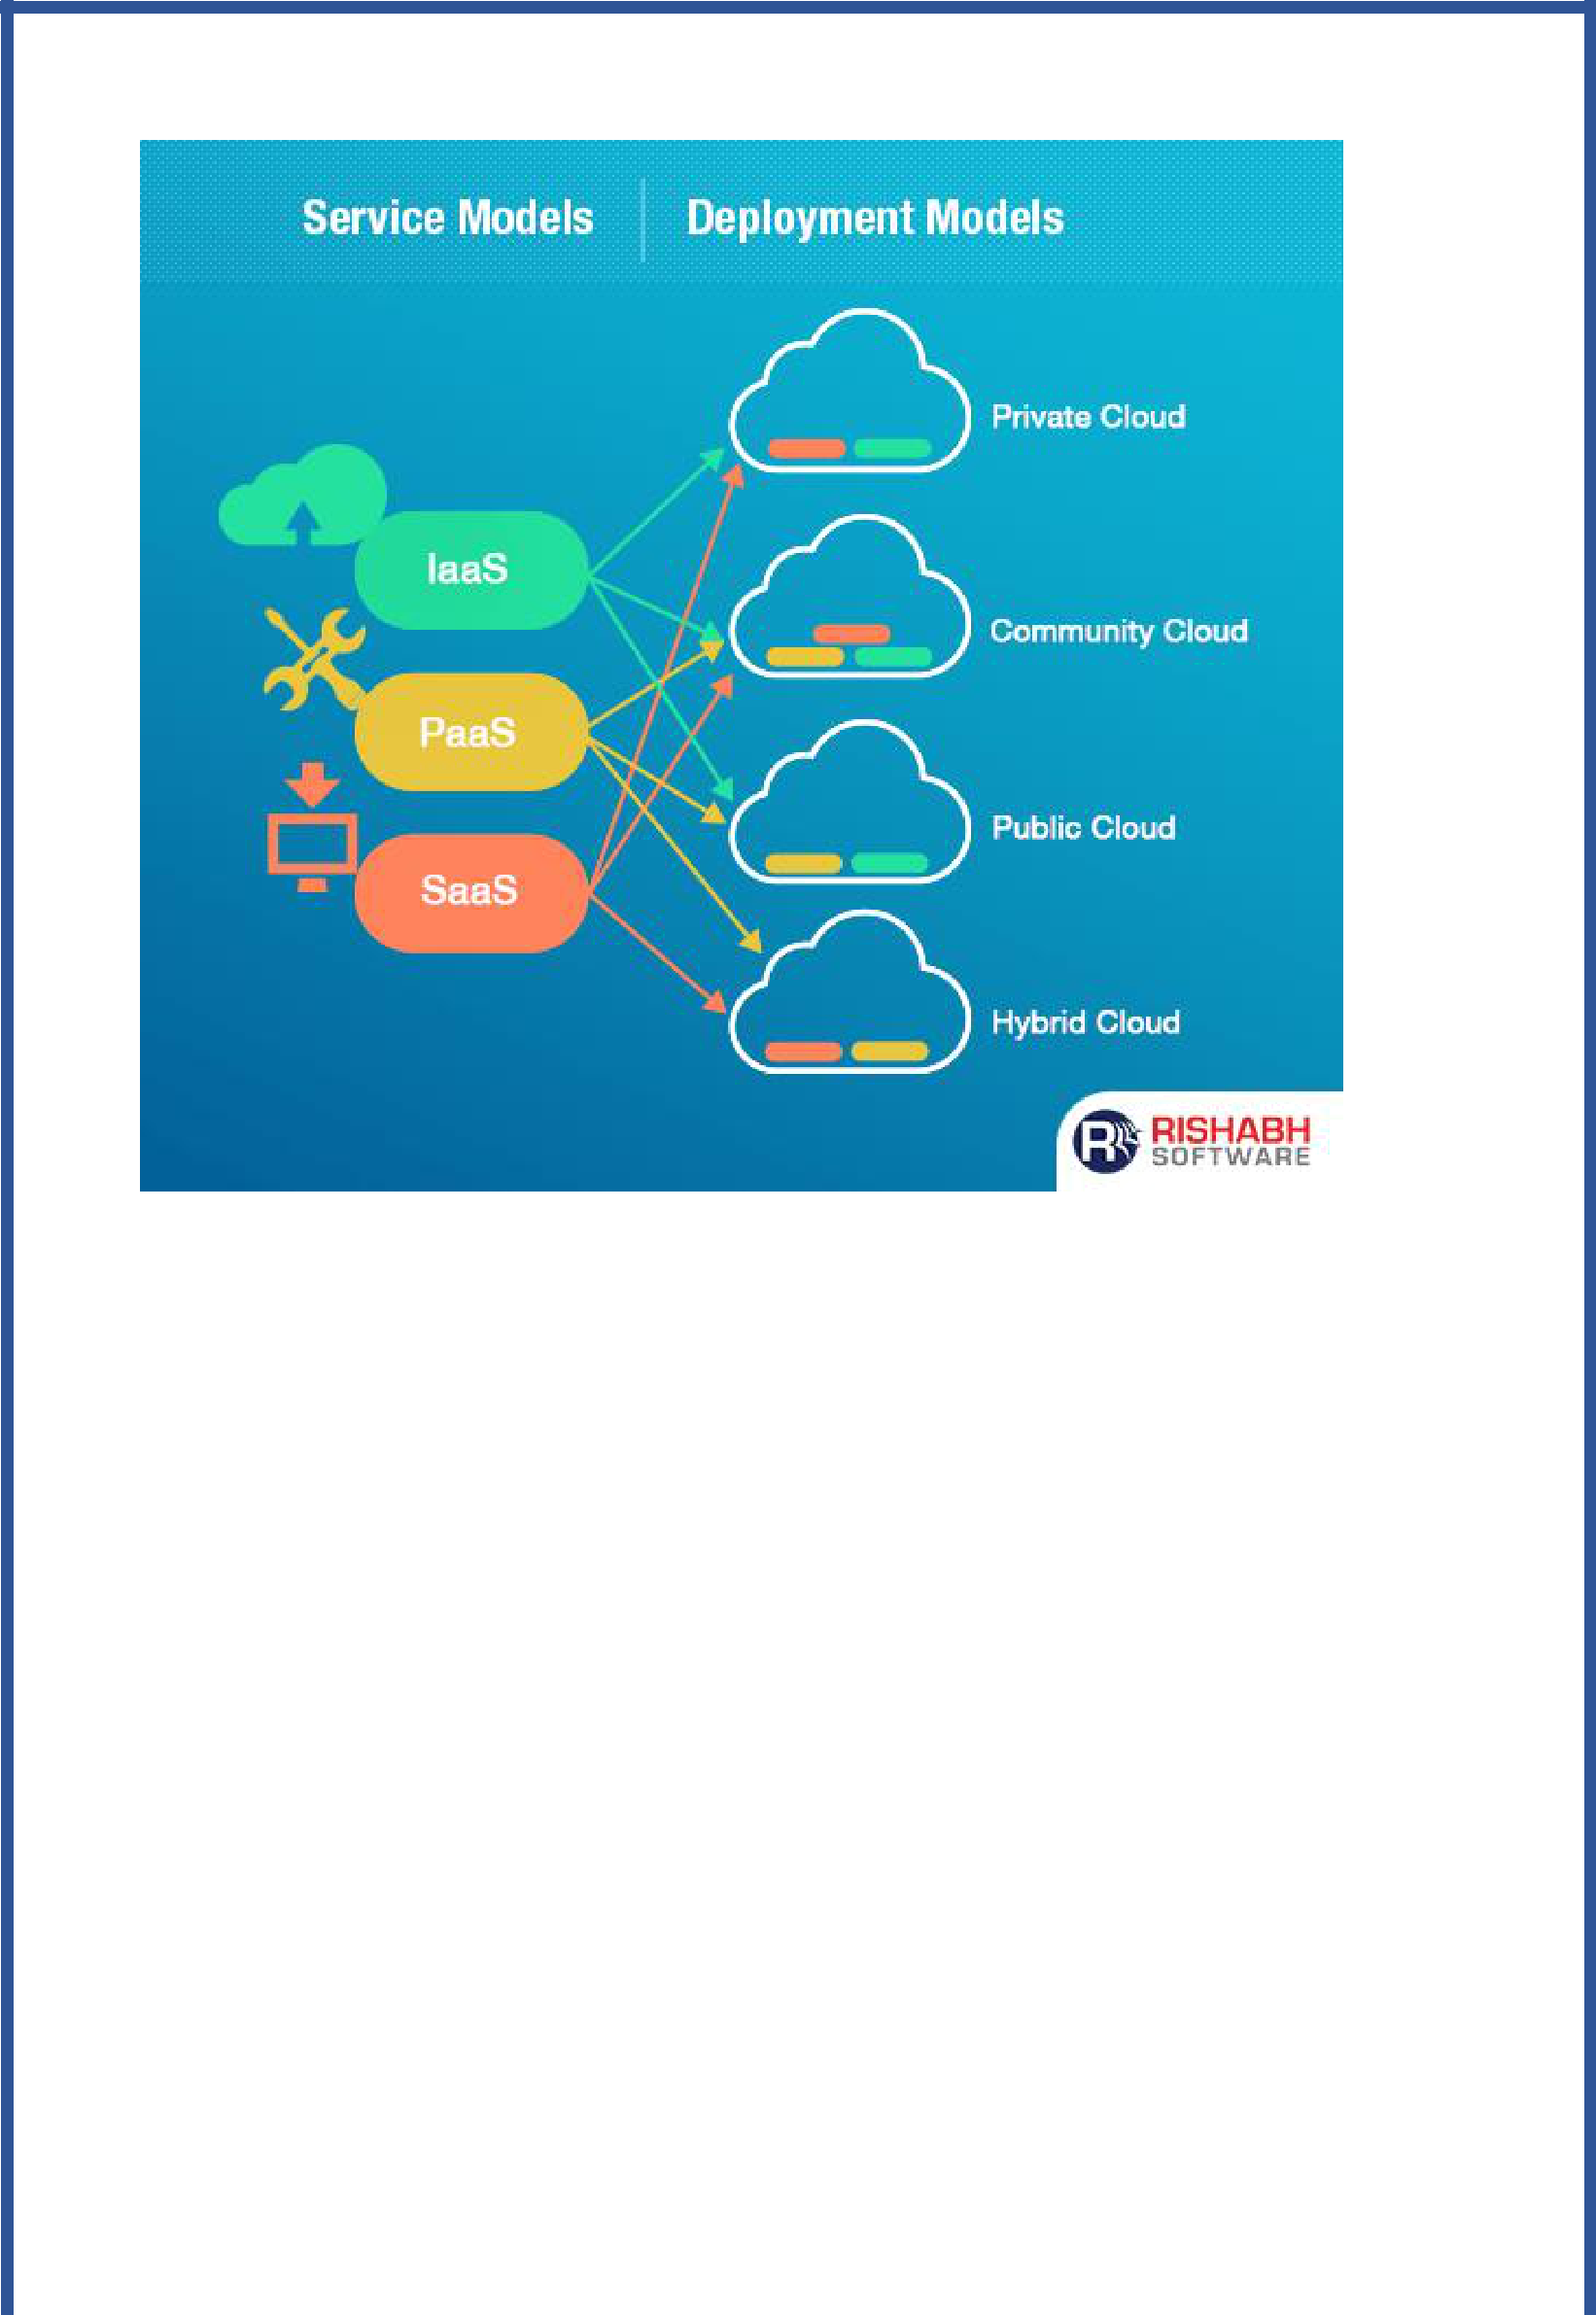 Service Models
Deployment Models
Private Cloud
IaaS
Community Cloud
PaaS
Public Cloud
SaaS
Hybrid Cloud
R
RISHABH
SOFTWARE